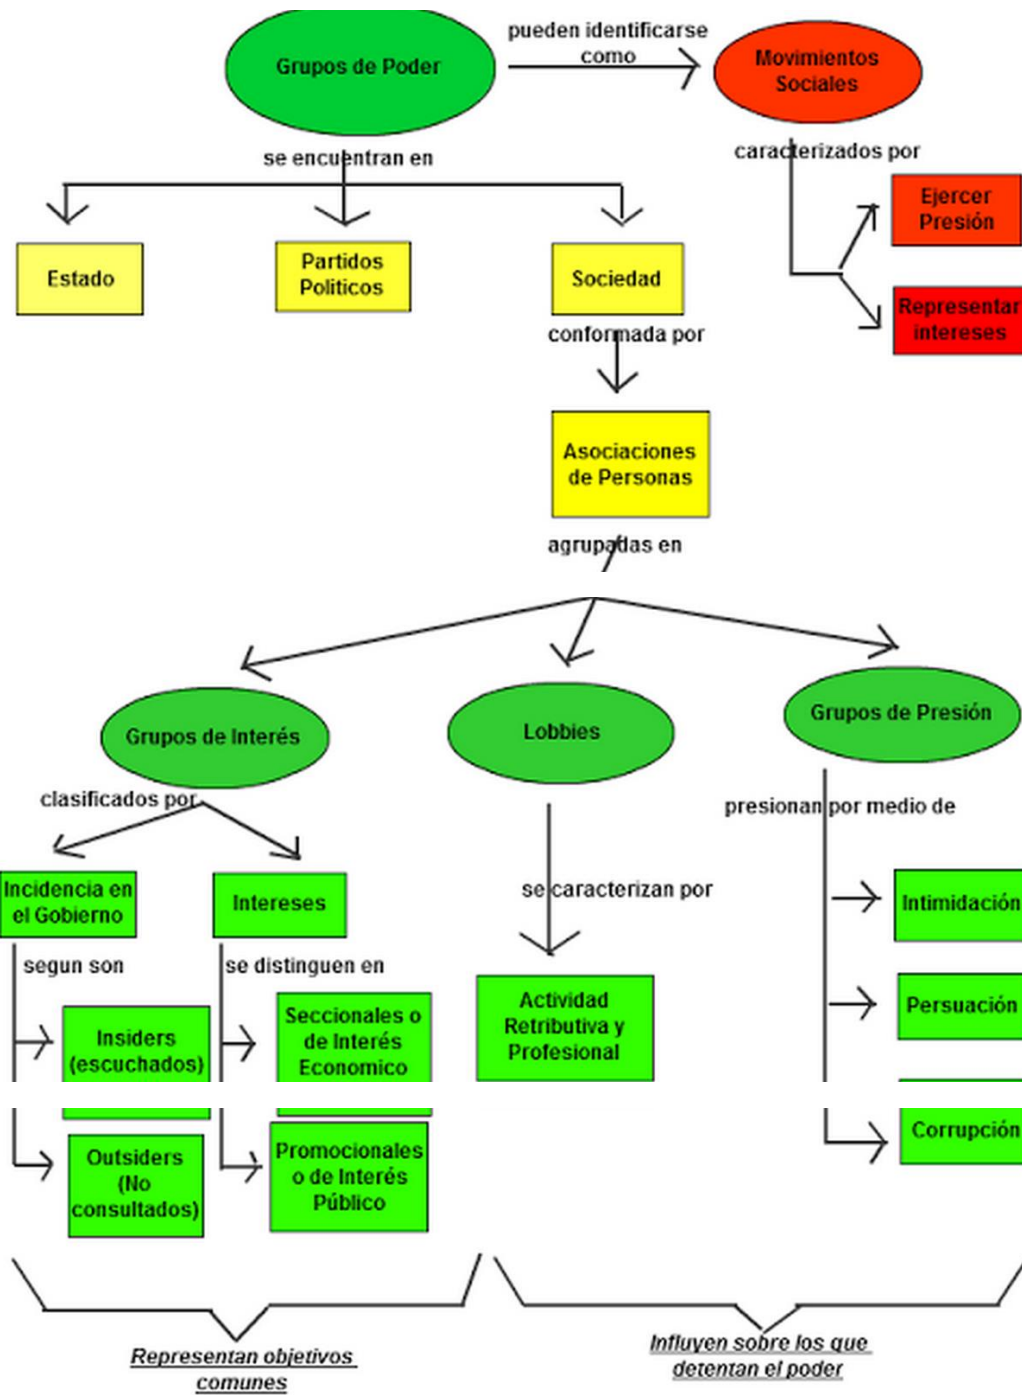 Grupos de Poder
pueden identificarse
como
Movimientos
Sociales
se encuentran en
caracterizados por
Ejercer
Presión
Representar
intereses
Estado
Partidos
Politicos
Sociedad
conformada por
Asociaciones
de Personas
agrupadas en
Grupos de Interés
Lobbies
Grupos de Presión
clasificados por
presionan por medio de
Incidencia en
el Gobierno
Intereses
se caracterizan por
Intimidación
segun son
se distinguen en
Insiders
(escuchados)
Seccionales o
de Interés
Economico
Actividad
Retributiva y
Profesional
Persuación
Outsiders
(No
consultados)
Promocionales
o de Interés
Público
Corrupción
Representan objetivos
comunes
Influyen sobre los que
detentan el poder